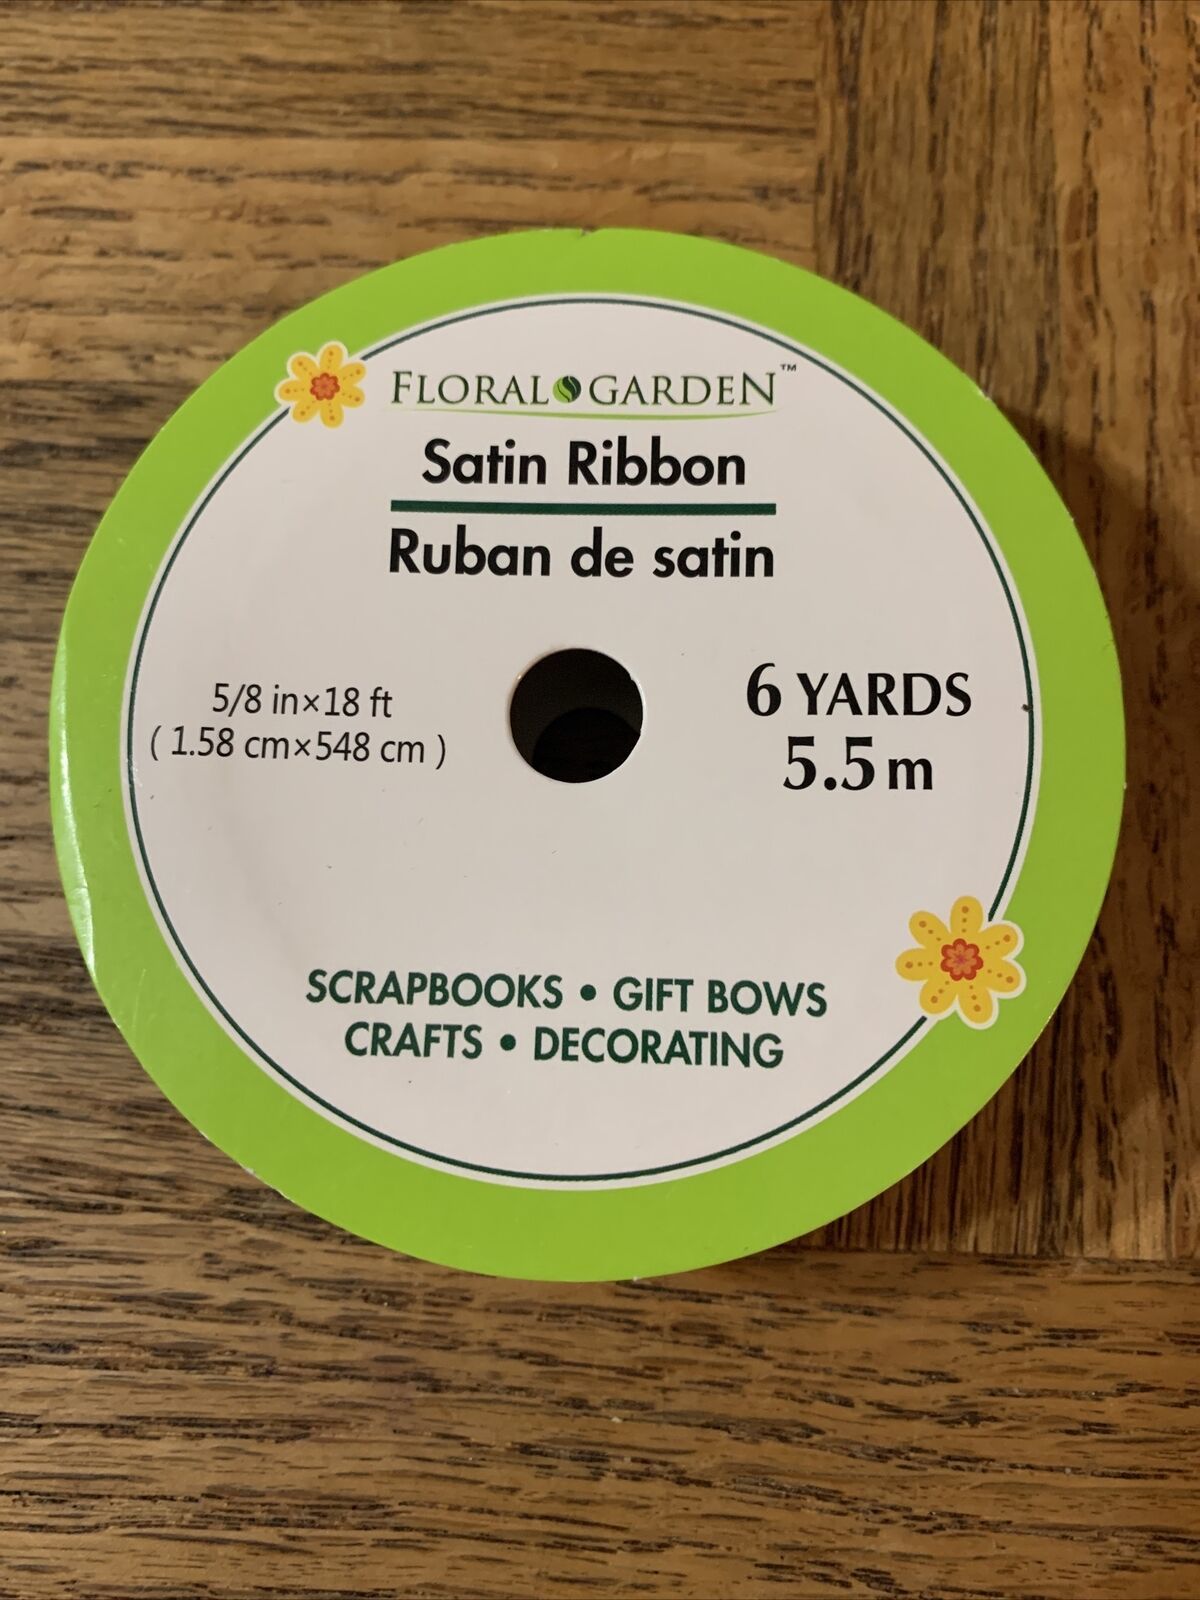 FLORAL GARDEN™
Satin Ribbon
Ruban de satin
5/8 in×18 ft
( 1.58 cm×548 cm )
6 YARDS
5.5 m
SCRAPBOOKS • GIFT BOWS
CRAFTS • DECORATING